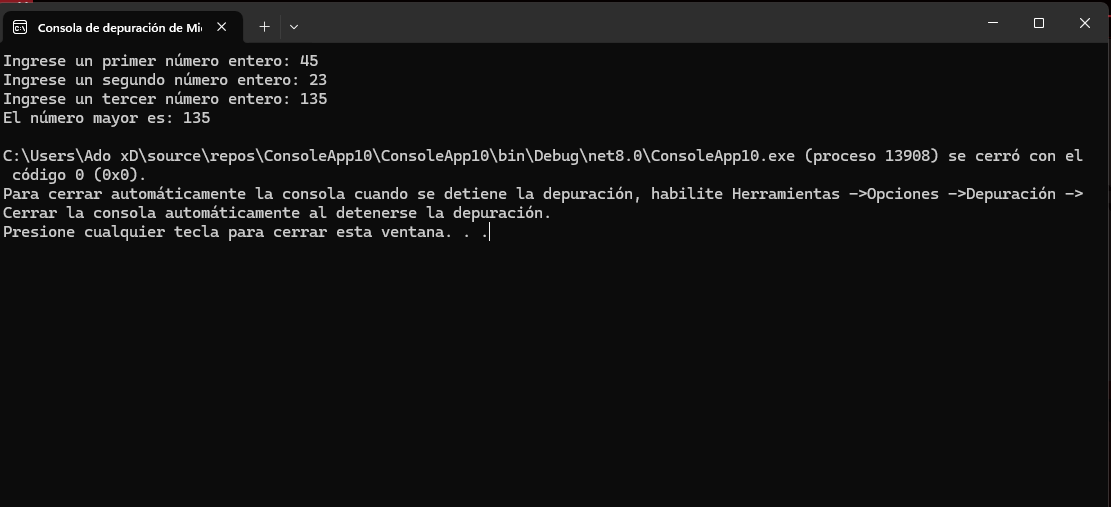 Consola de depuración de Mi
Ingrese un primer número entero: 45
Ingrese un segundo número entero: 23
Ingrese un tercer número entero: 135
El número mayor es: 135
C:\Users\Ado xD\source\repos\ConsoleApp10\ConsoleApp10\bin\Debug\net8.0\ConsoleApp10.exe (proceso 13908) se cerró con el
código 0 (0x0).
Para cerrar automáticamente la consola cuando se detiene la depuración, habilite Herramientas ->Opciones ->Depuración ->
Cerrar la consola automáticamente al detenerse la depuración.
Presione cualquier tecla para cerrar esta ventana. . .